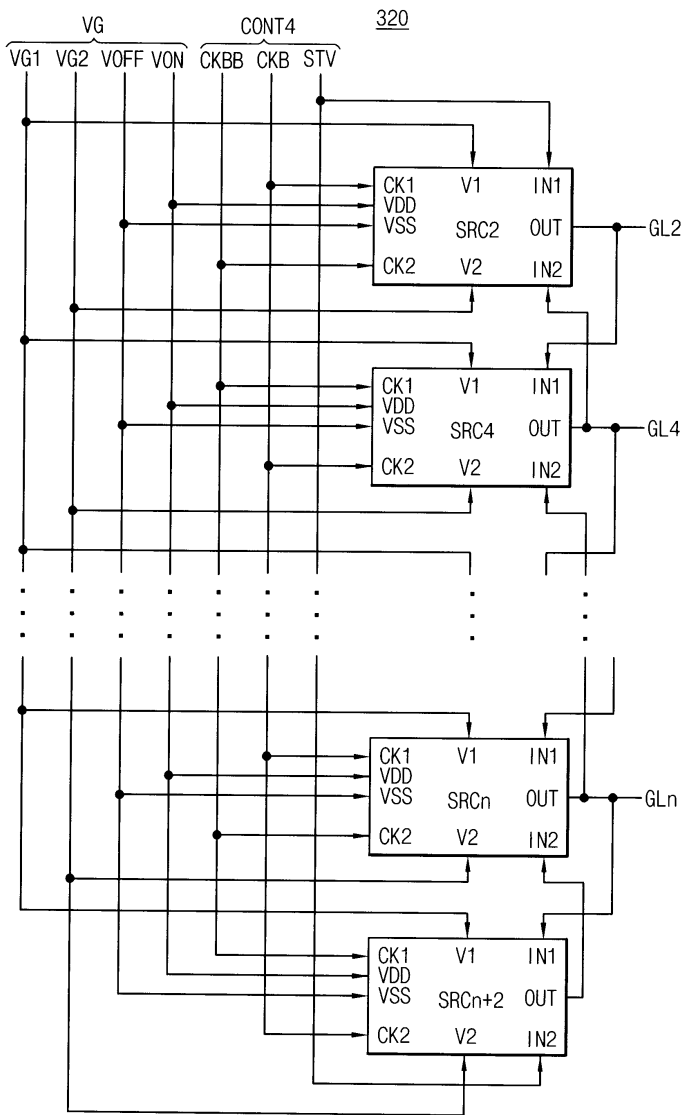 320
VG CONT4
VG1 VG2 VOFF VON CKBB CKB STV
CK1 V1 IN1
VDD
VSS SRC2 OUT GL2
CK2 V2 IN2
CK1 V1 IN1
VDD
VSS SRC4 OUT GL4
CK2 V2 IN2
CK1 V1 IN1
VDD
VSS SRCn OUT GLn
CK2 V2 IN2
CK1 V1 IN1
VDD
VSS SRCn+2 OUT
CK2 V2 IN2